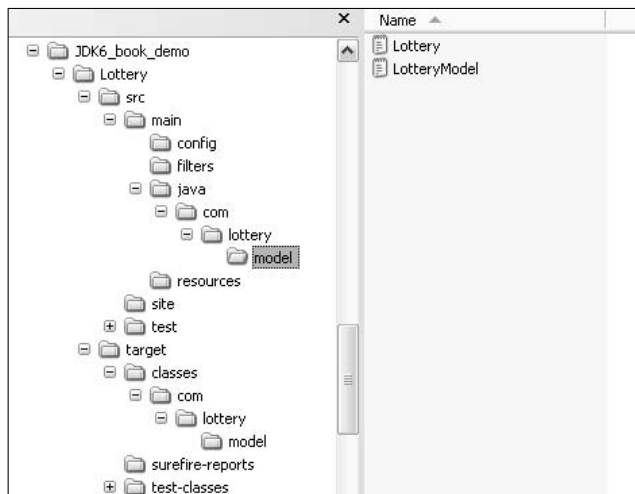 Name
JDK6_book_demo
Lottery
src
main
config
filters
java
com
lottery
model
resources
site
test
target
classes
com
lottery
model
surefire-reports
test-classes
Lottery
LotteryModel